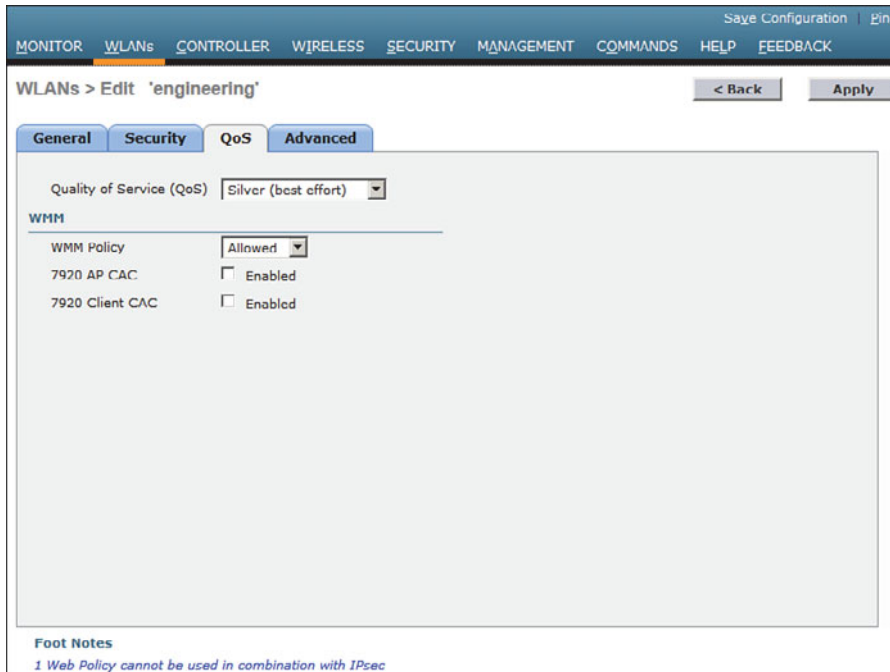 Save Configuration | Pin
MONITOR WLANs CONTROLLER WIRELESS SECURITY MANAGEMENT COMMANDS HELP FEEDBACK
WLANs > Edit 'engineering'
< Back
Apply
General Security QoS Advanced
Quality of Service (QoS) Silver (best effort)
WMM
WMM Policy Allowed
7920 AP CAC Enabled
7920 Client CAC Enabled
Foot Notes
1 Web Policy cannot be used in combination with IPsec